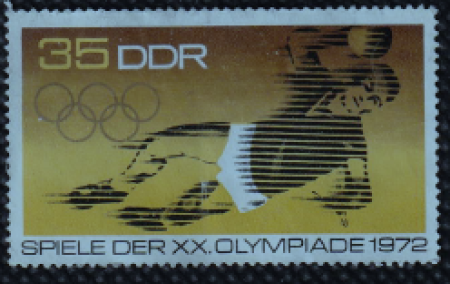 35 DDR
SPIELE DER XX. OLYMPIADE 1972